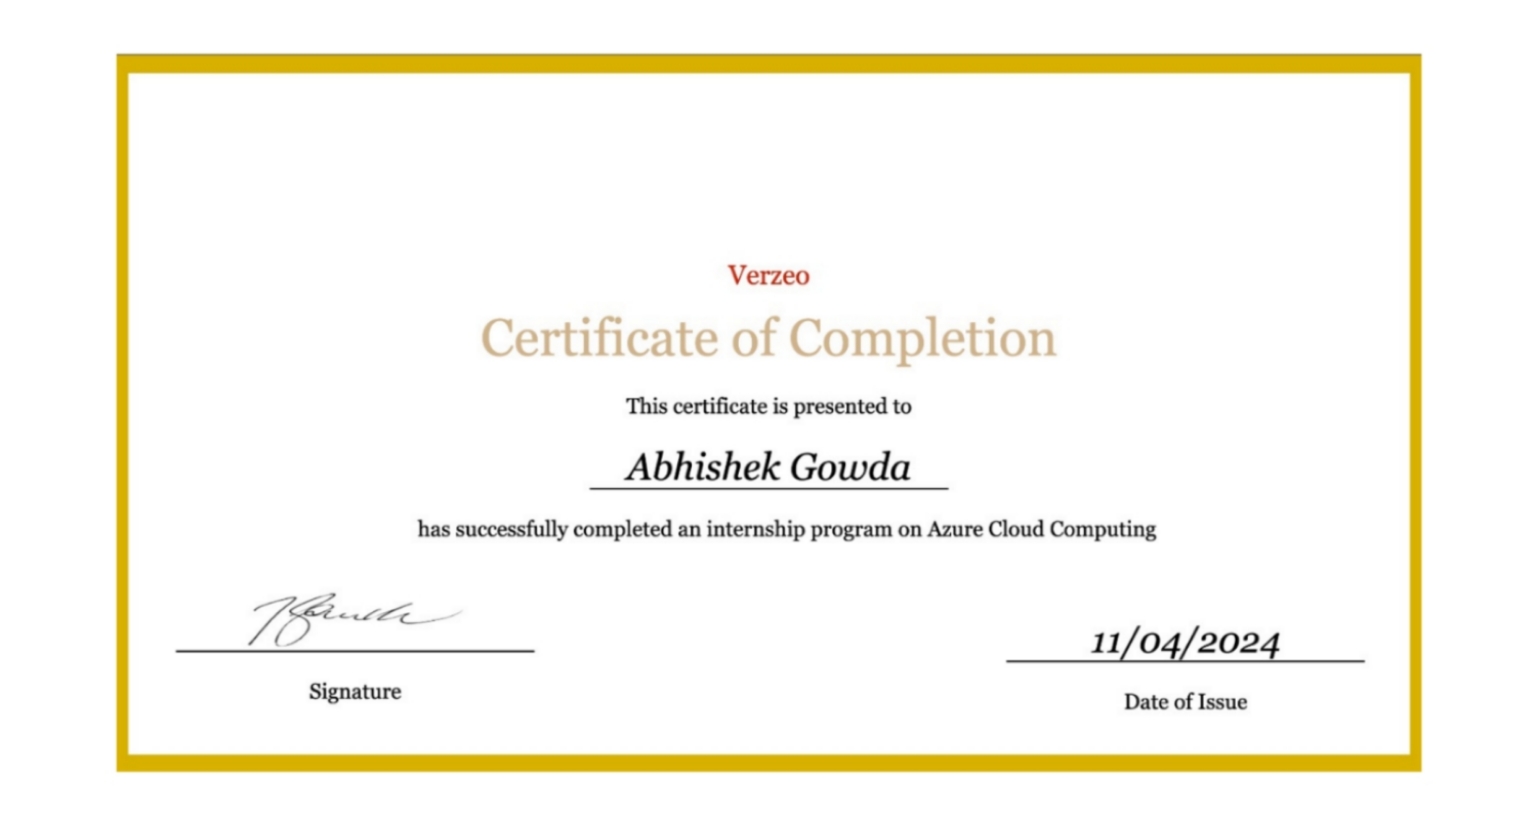 Verzeo
Certificate of Completion
This certificate is presented to
Abhishek Gowda
has successfully completed an internship program on Azure Cloud Computing
11/04/2024
Signature
Date of Issue